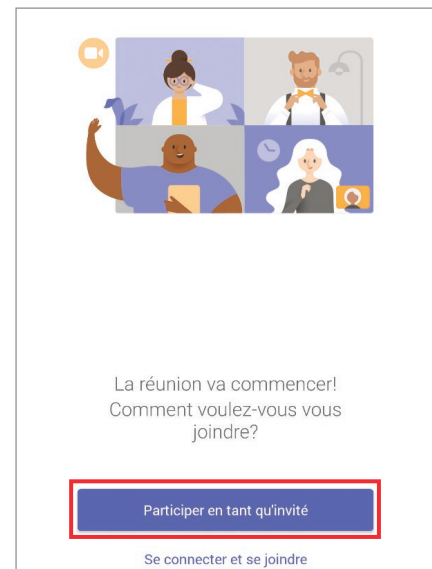 La réunion va commencer!
Comment voulez-vous vous
joindre?
Participer en tant qu'invité
Se connecter et se joindre